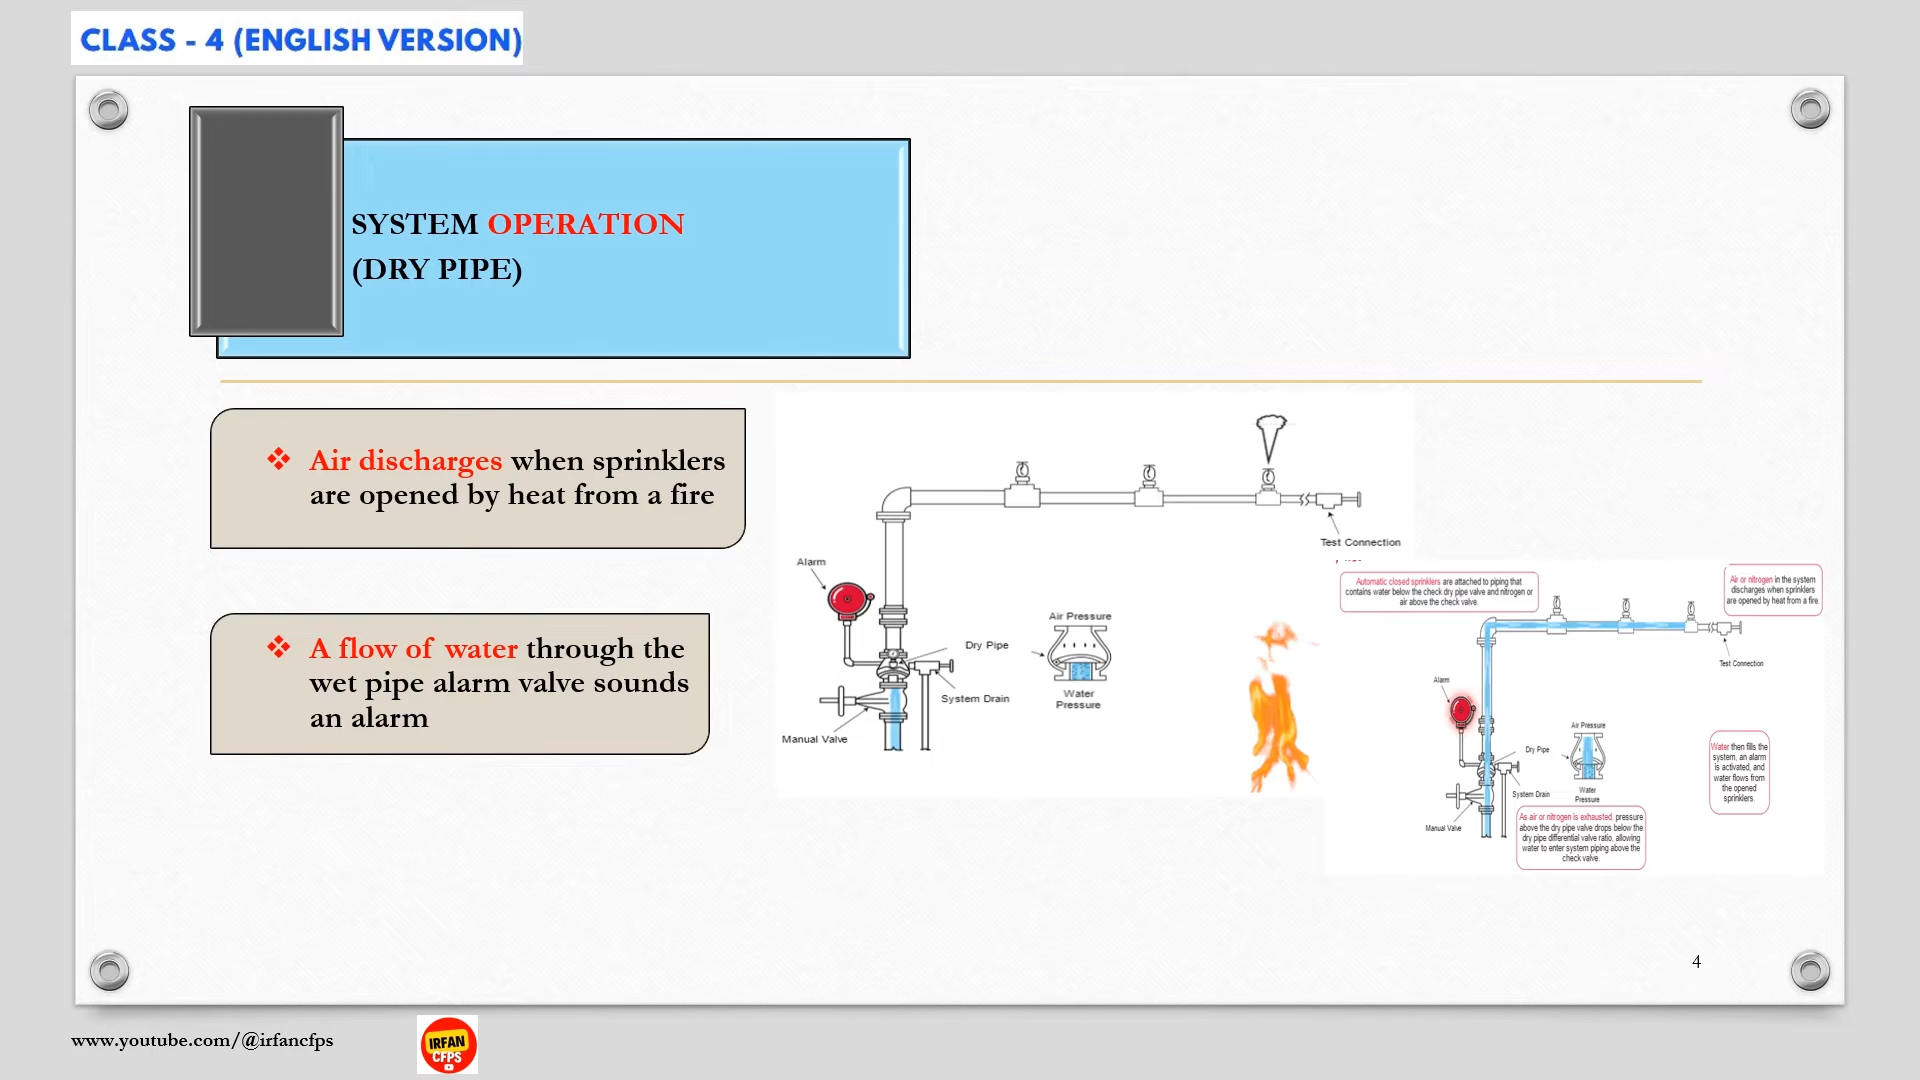 CLASS - 4 (ENGLISH VERSION)
SYSTEM OPERATION
(DRY PIPE)
❖ Air discharges when sprinklers
are opened by heat from a fire
❖ A flow of water through the
wet pipe alarm valve sounds
an alarm
Test Connection
Alarm
Air Pressure
Dry Pipe
System Drain
Water
Pressure
Manual Valve
Automatic closed sprinklers are attached to piping that
contains water below the check dry pipe valve and nitrogen or
air above the check valve.
Air or nitrogen in the system
discharges when sprinklers
are opened by heat from a fire.
Test Connection
Alarm
Air Pressure
Dry Pipe
System Drain
Water
Pressure
Manual Valve
Water then fills the
system, an alarm
is activated, and
water flows from
the opened
sprinklers.
As air or nitrogen is exhausted, pressure
above the dry pipe valve drops below the
dry pipe differential valve ratio, allowing
water to enter system piping above the
check valve.
4
www.youtube.com/@irfancfps
IRFAN
CFPS